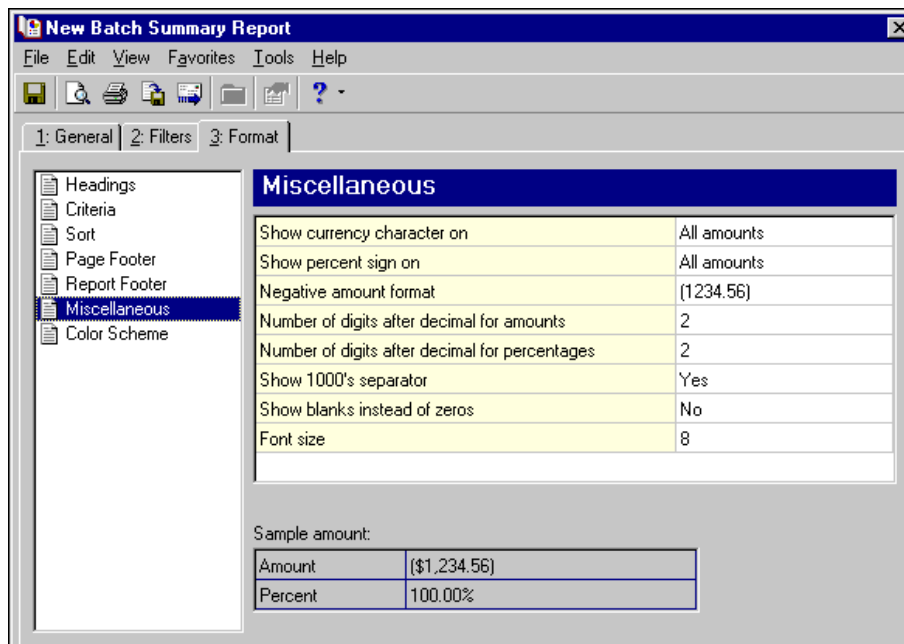 New Batch Summary Report
File Edit View Favorites Tools Help
1: General 2: Filters 3: Format
Headings
Criteria
Sort
Page Footer
Report Footer
Miscellaneous
Color Scheme
Miscellaneous
Show currency character on All amounts
Show percent sign on All amounts
Negative amount format (1234.56)
Number of digits after decimal for amounts 2
Number of digits after decimal for percentages 2
Show 1000's separator Yes
Show blanks instead of zeros No
Font size 8
Sample amount:
Amount ($1,234.56)
Percent 100.00%